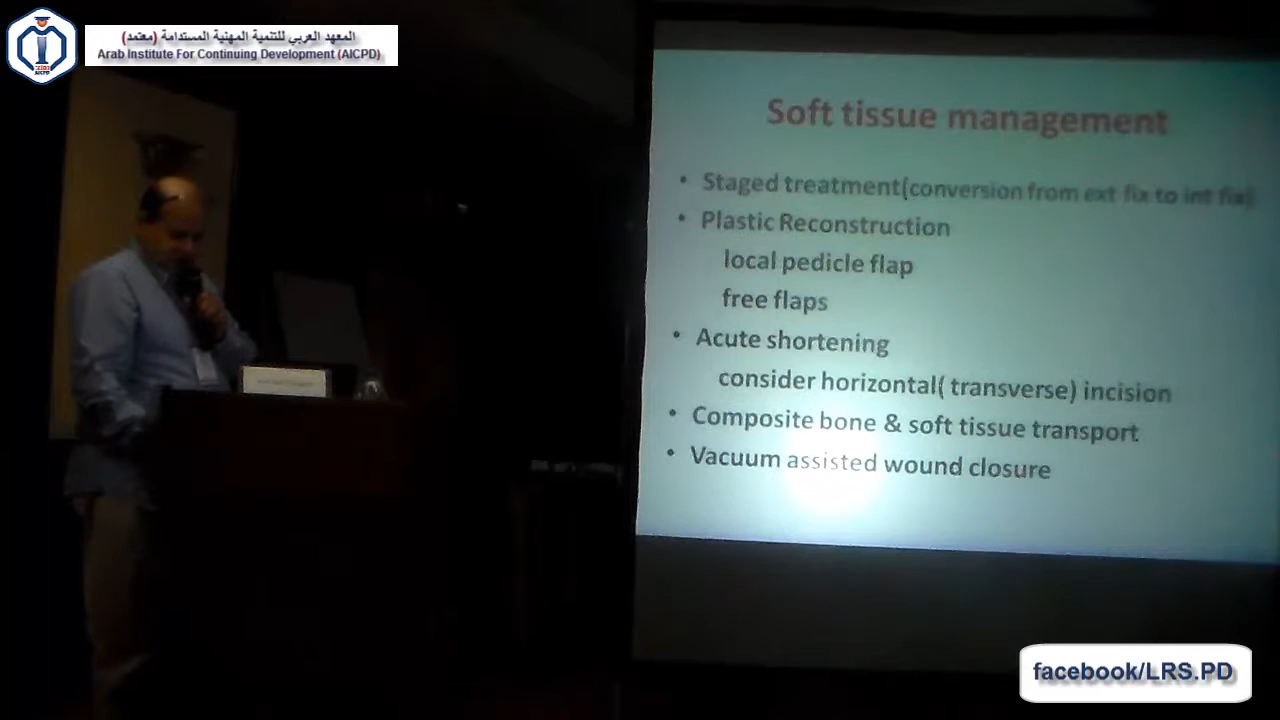 المعهد العربي للتنمية المهنية المستدامة (معتمد)
Arab Institute For Continuing Development (AICPD)
AICPD
Soft tissue management
• Staged treatment(conversion from ext fix to int fix)
• Plastic Reconstruction
local pedicle flap
free flaps
• Acute shortening
consider horizontal( transverse) incision
• Composite bone & soft tissue transport
• Vacuum assisted wound closure
facebook/LRS.PD